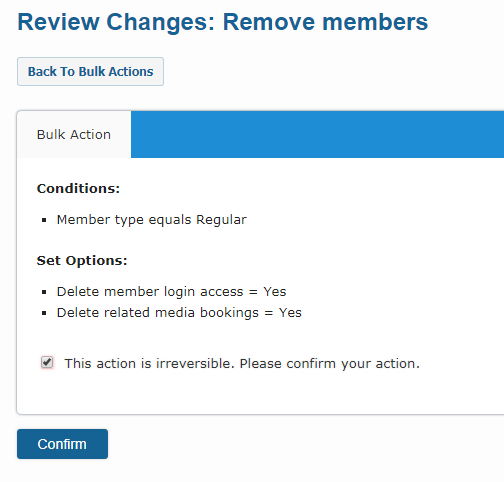 Review Changes: Remove members
Back To Bulk Actions
Bulk Action
Conditions:
Member type equals Regular
Set Options:
Delete member login access = Yes
Delete related media bookings = Yes
This action is irreversible. Please confirm your action.
Confirm